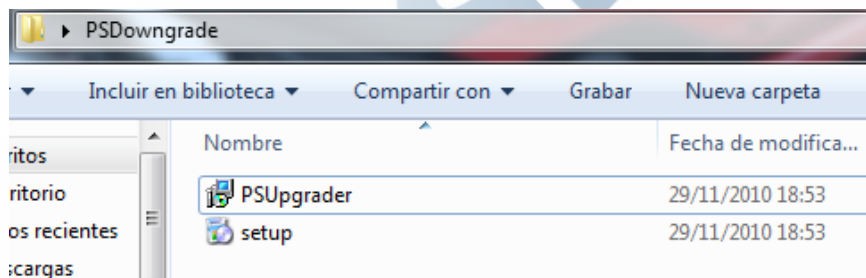 PSDowngrade
Incluir en biblioteca Compartir con Grabar Nueva carpeta
Nombre Fecha de modifica...
ritos
ritorio PSUpgrader 29/11/2010 18:53
os recientes setup 29/11/2010 18:53
scargas